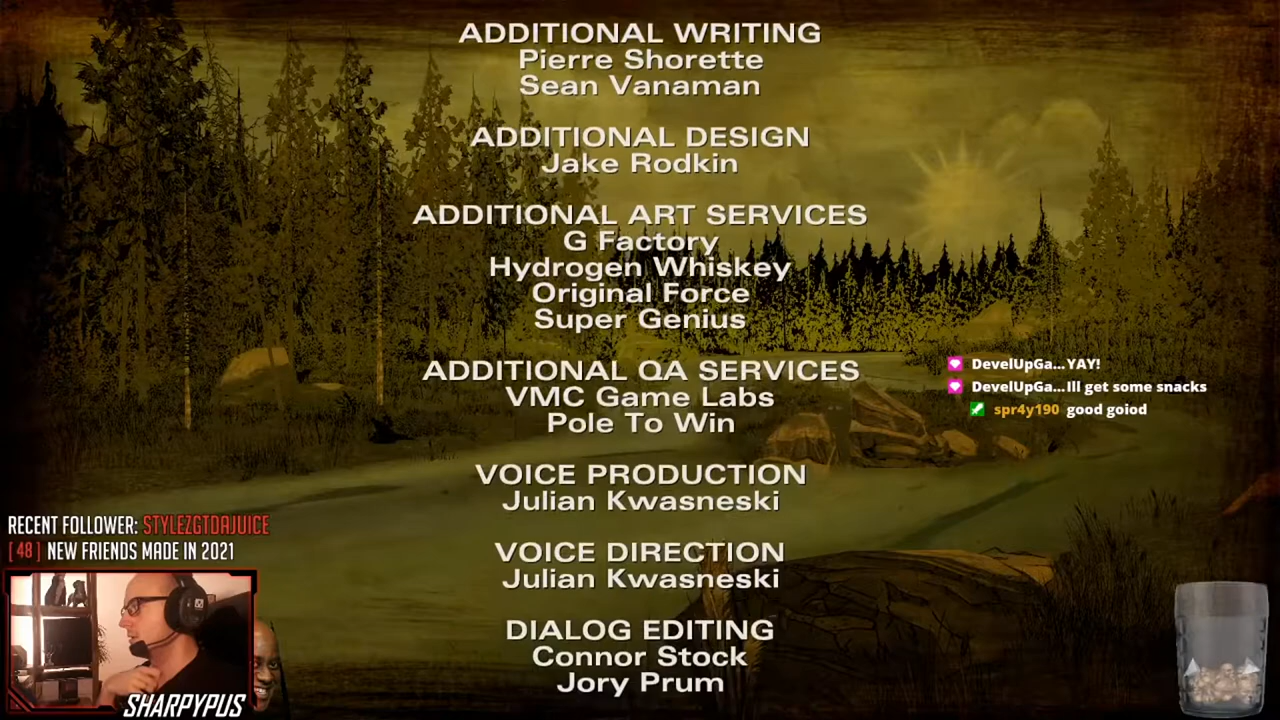 ADDITIONAL WRITING
Pierre Shorette
Sean Vanaman
ADDITIONAL DESIGN
Jake Rodkin
ADDITIONAL ART SERVICES
G Factory
Hydrogen Whiskey
Original Force
Super Genius
ADDITIONAL QA SERVICES
VMC Game Labs
Pole To Win
VOICE PRODUCTION
Julian Kwasneski
VOICE DIRECTION
Julian Kwasneski
DIALOG EDITING
Connor Stock
Jory Prum
DevelUpGa... YAY!
DevelUpGa... Ill get some snacks
spr4y190 good goiod
RECENT FOLLOWER: STYLEZGTDAJUICE
[ 48 ] NEW FRIENDS MADE IN 2021
SHARPYPUS